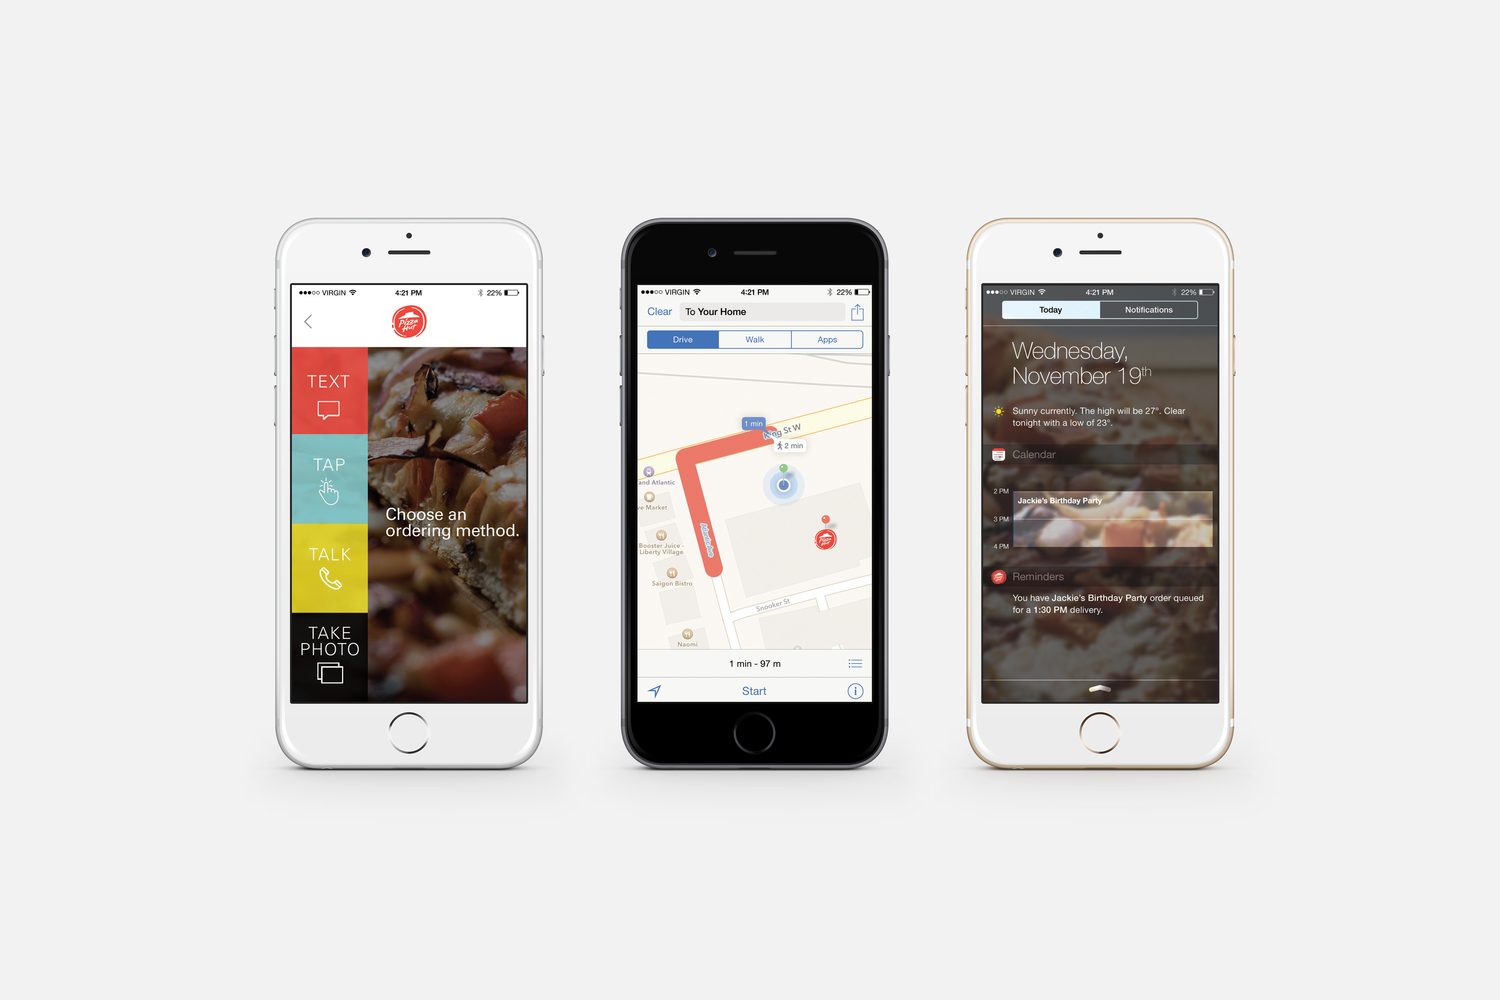 ●●●○○ VIRGIN
4:21 PM
22%
Pizza
Hut
TEXT
TAP
TALK
TAKE
PHOTO
Choose an
ordering method.
●●●○○ VIRGIN
4:21 PM
22%
Clear
To Your Home
Drive
Walk
Apps
1 min
King St W
2 min
and Atlantic
ve Market
Booster Juice -
Liberty Village
Saigon Bistro
Snooker St
Naomi
Pizza
Hut
1 min - 97 m
Start
●●●○○ VIRGIN
4:21 PM
22%
Today
Notifications
Wednesday,
November 19th
Sunny currently. The high will be 27°. Clear
tonight with a low of 23°.
Calendar
2 PM
Jackie's Birthday Party
3 PM
4 PM
Reminders
You have Jackie's Birthday Party order queued
for a 1:30 PM delivery.